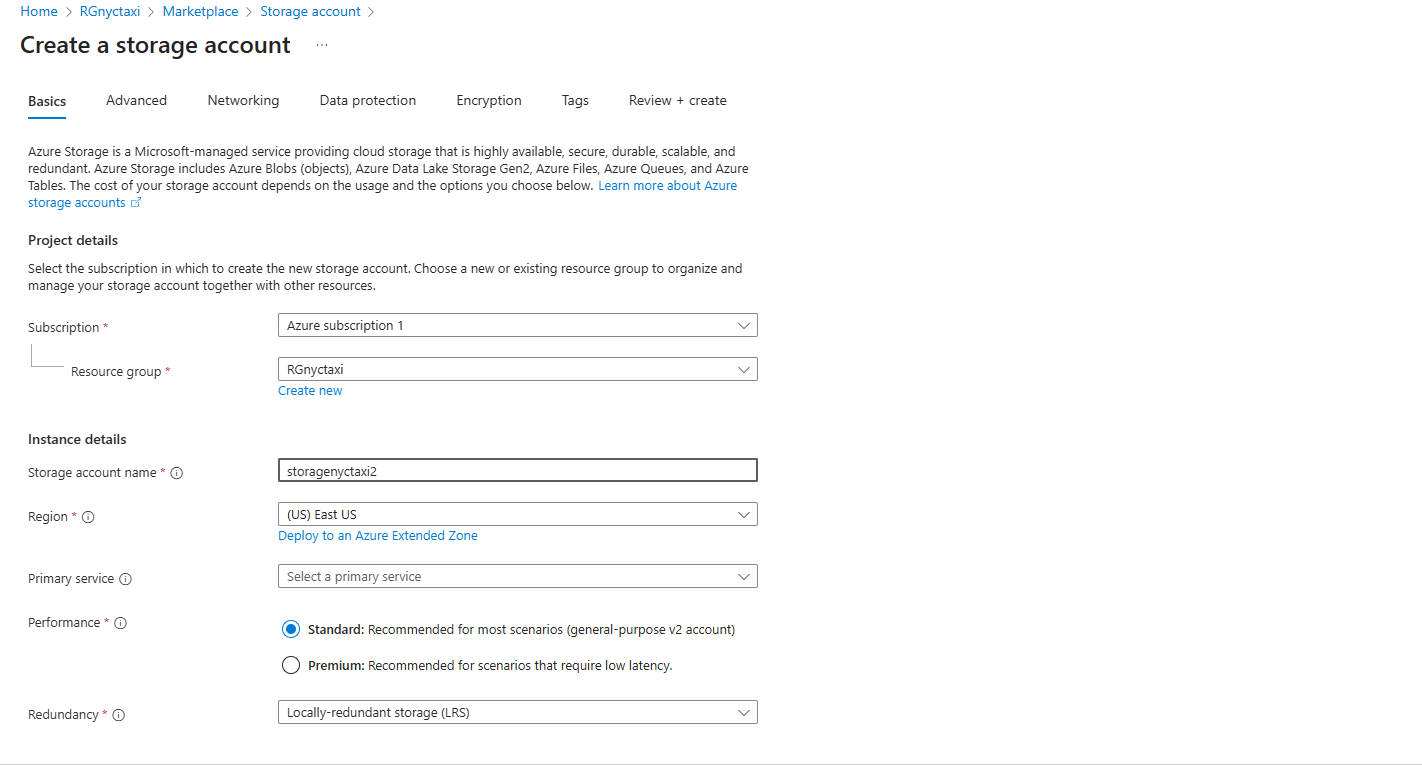 Home > RGnyctaxi > Marketplace > Storage account >
Create a storage account ...
Basics Advanced Networking Data protection Encryption Tags Review + create
Azure Storage is a Microsoft-managed service providing cloud storage that is highly available, secure, durable, scalable, and
redundant. Azure Storage includes Azure Blobs (objects), Azure Data Lake Storage Gen2, Azure Files, Azure Queues, and Azure
Tables. The cost of your storage account depends on the usage and the options you choose below. Learn more about Azure
storage accounts
Project details
Select the subscription in which to create the new storage account. Choose a new or existing resource group to organize and
manage your storage account together with other resources.
Subscription * Azure subscription 1
Resource group * RGnyctaxi
Create new
Instance details
Storage account name * storagenyctaxi2
Region * (US) East US
Deploy to an Azure Extended Zone
Primary service Select a primary service
Performance * Standard: Recommended for most scenarios (general-purpose v2 account)
Premium: Recommended for scenarios that require low latency.
Redundancy * Locally-redundant storage (LRS)